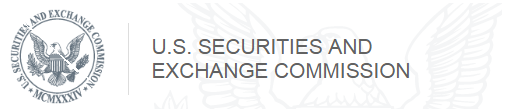 U.S. SECURITIES AND EXCHANGE COMMISSION
MCMXXXIV
U.S. SECURITIES AND
EXCHANGE COMMISSION